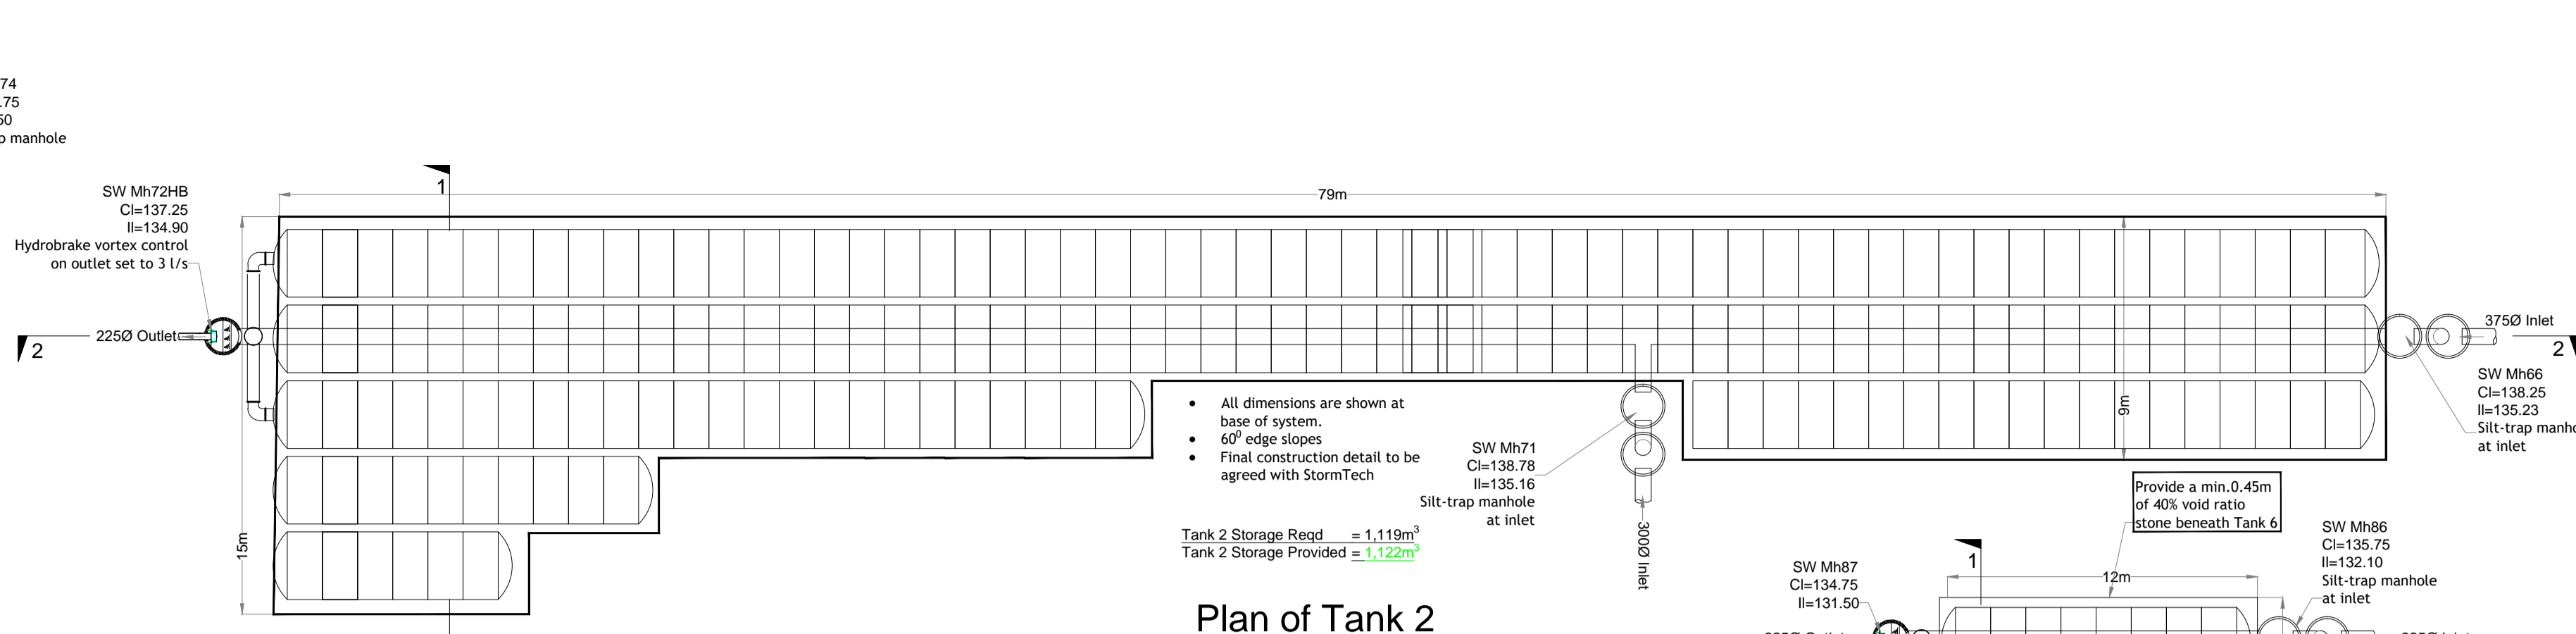 74
.75
50
manhole
1
79m
SW Mh72HB
Cl=137.25
Il=134.90
Hydrobrake vortex control
on outlet set to 3 l/s
225Ø Outlet
2
375Ø Inlet
2
SW Mh66
Cl=138.25
Il=135.23
Silt-trap
at inlet
9m
15m
• All dimensions are shown at
base of system.
• 60⁰ edge slopes
• Final construction detail to be
agreed with StormTech
SW Mh71
Cl=138.78
Il=135.16
Silt-trap manhole
at inlet
300Ø Inlet
Tank 2 Storage Reqd = 1,119m³
Tank 2 Storage Provided = 1,122m³
Plan of Tank 2
Provide a min.0.45m
of 40% void ratio
stone beneath Tank 6
SW Mh86
Cl=135.75
Il=132.10
Silt-trap manhole
at inlet
1
12m
SW Mh87
Cl=134.75
Il=131.50